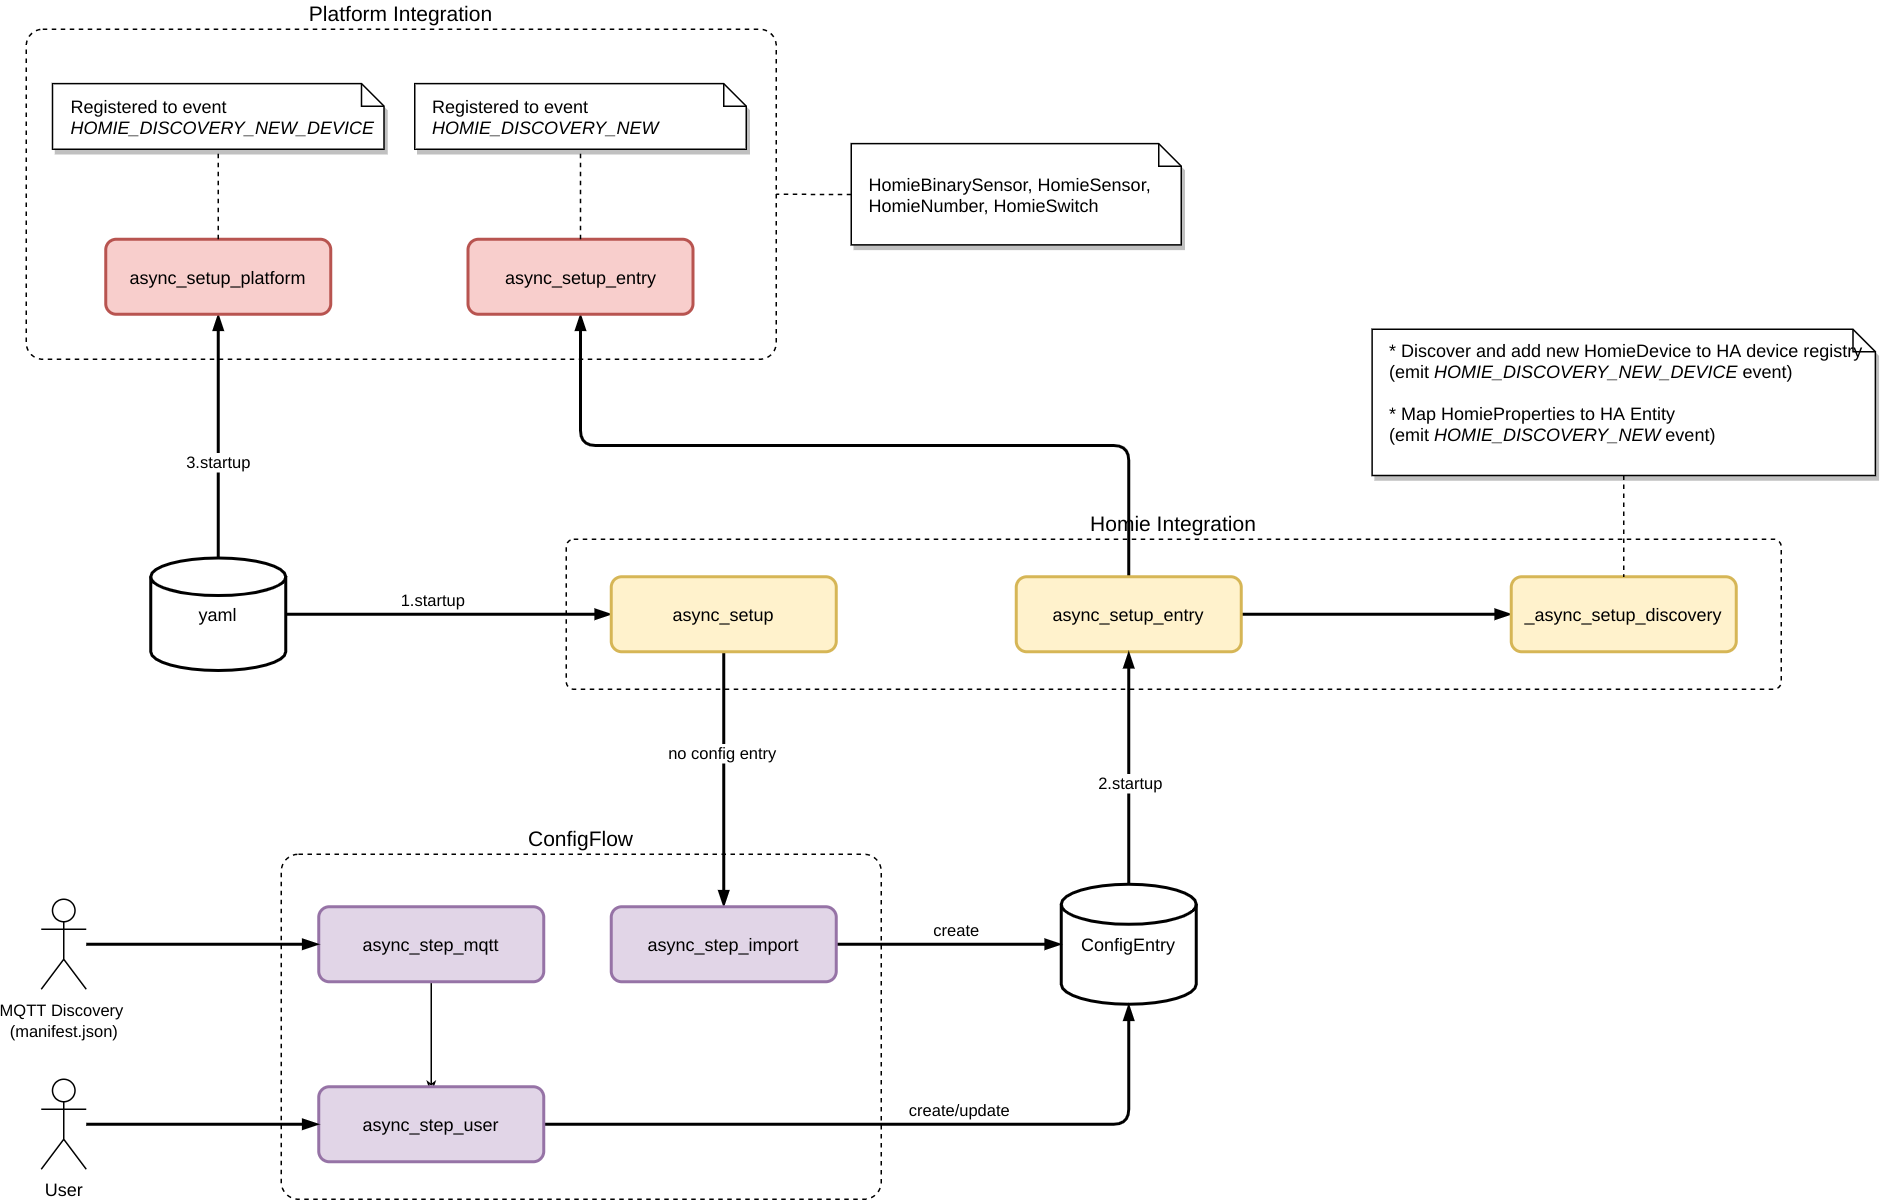 Platform Integration
Registered to event
HOMIE_DISCOVERY_NEW_DEVICE
Registered to event
HOMIE_DISCOVERY_NEW
HomieBinarySensor, HomieSensor,
HomieNumber, HomieSwitch
async_setup_platform
async_setup_entry
* Discover and add new HomieDevice to HA device registry
(emit HOMIE_DISCOVERY_NEW_DEVICE event)
* Map HomieProperties to HA Entity
(emit HOMIE_DISCOVERY_NEW event)
3.startup
Homie Integration
yaml
1.startup
async_setup
async_setup_entry
_async_setup_discovery
no config entry
2.startup
ConfigFlow
MQTT Discovery
(manifest.json)
async_step_mqtt
async_step_import
create
ConfigEntry
User
async_step_user
create/update